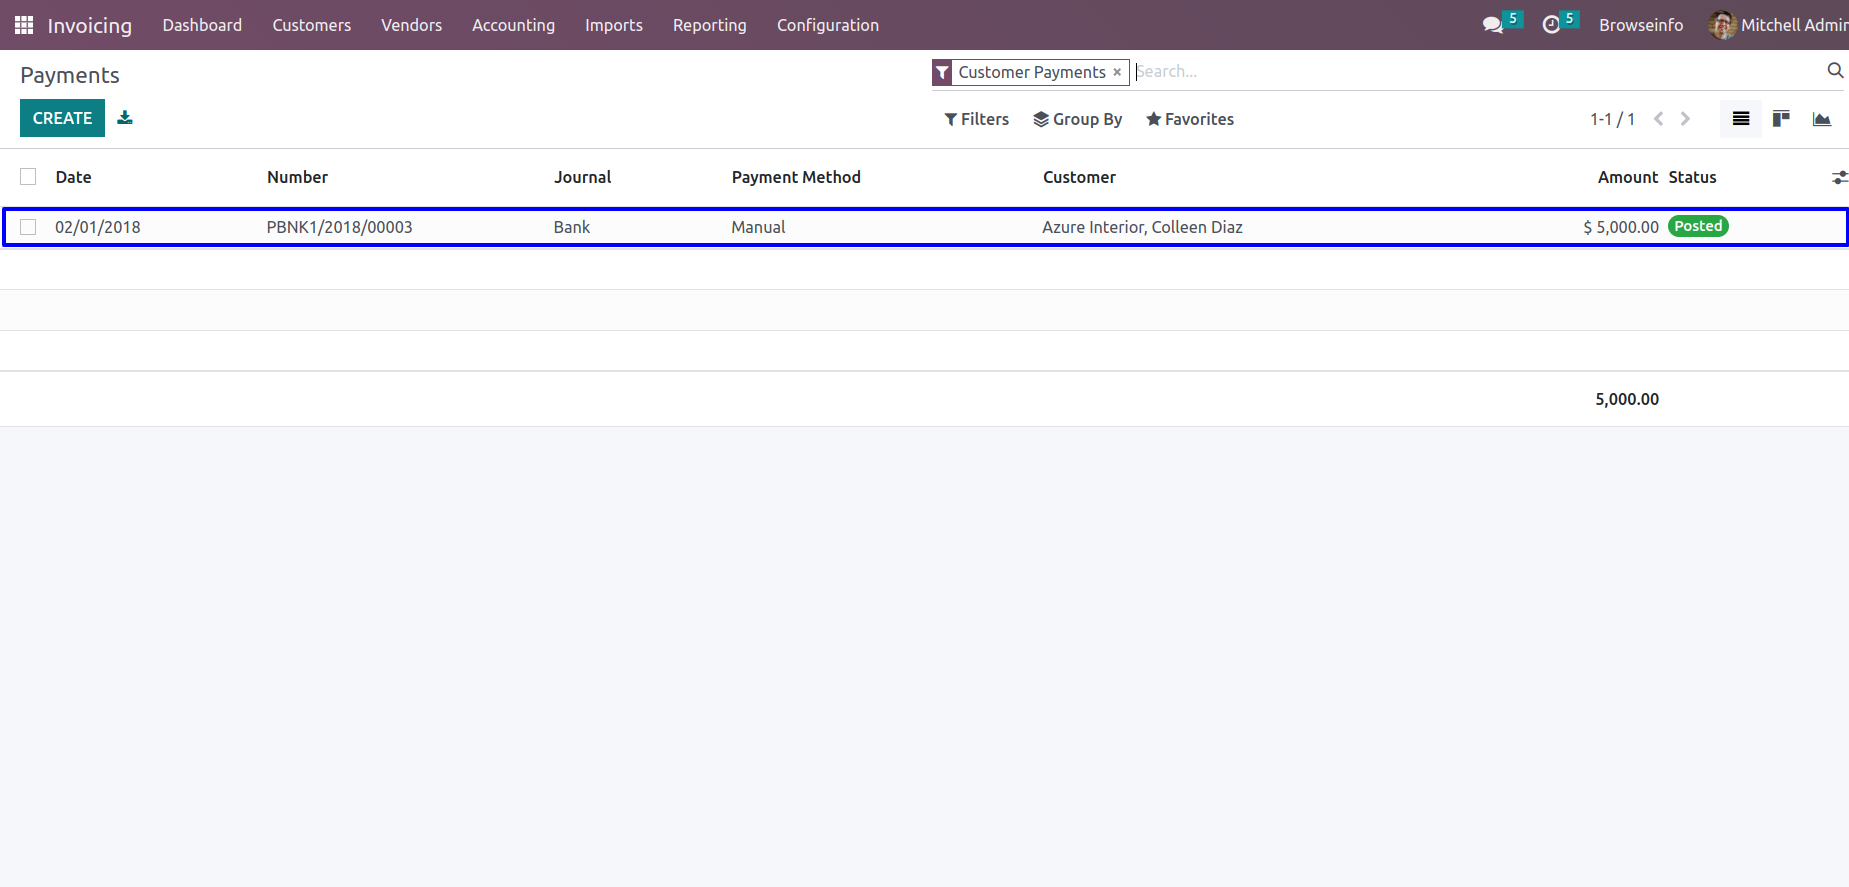 Invoicing Dashboard Customers Vendors Accounting Imports Reporting Configuration 5 5 Browseinfo Mitchell Admin
Payments Customer Payments × Search...
CREATE Filters Group By Favorites 1-1 / 1
Date Number Journal Payment Method Customer Amount Status
02/01/2018 PBNK1/2018/00003 Bank Manual Azure Interior, Colleen Diaz $ 5,000.00 Posted
5,000.00